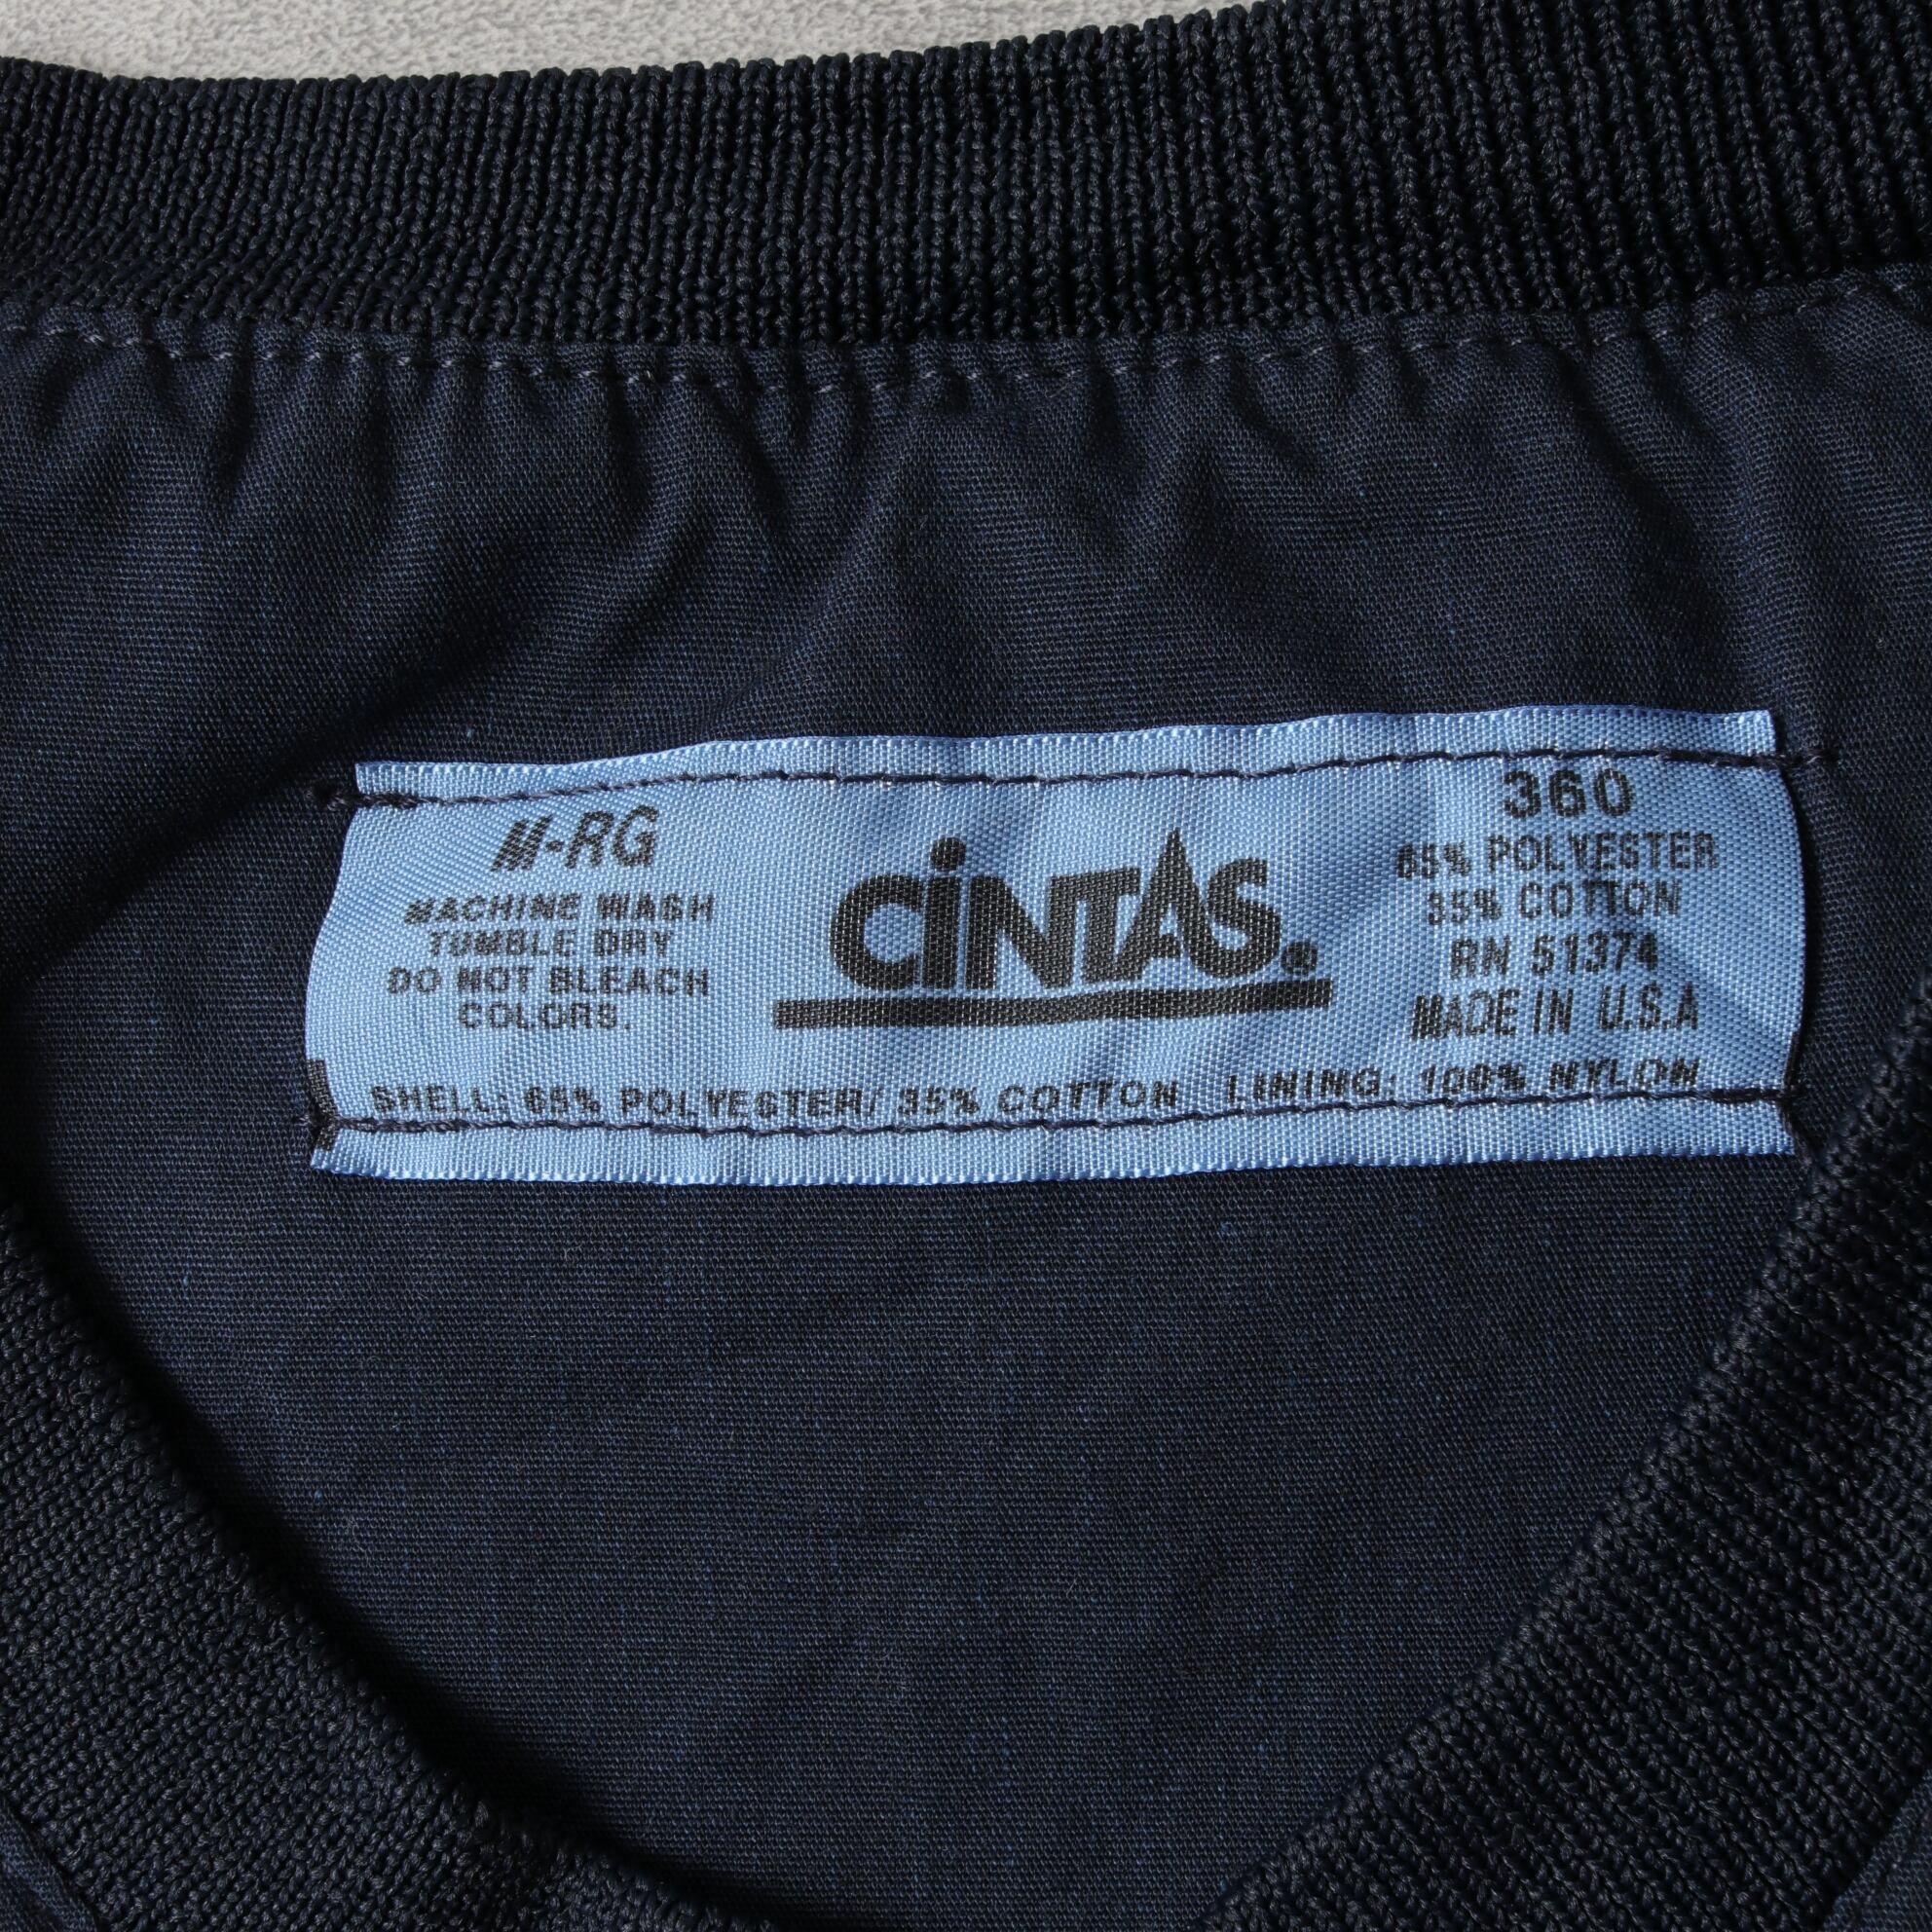 M-RG
MACHINE WASH
TUMBLE DRY
DO NOT BLEACH
COLORS.
CiNTAS®
360
65% POLYESTER
35% COTTON
RN 51374
MADE IN U.S.A
SHELL: 65% POLYESTER/ 35% COTTON LINING: 100% NYLON